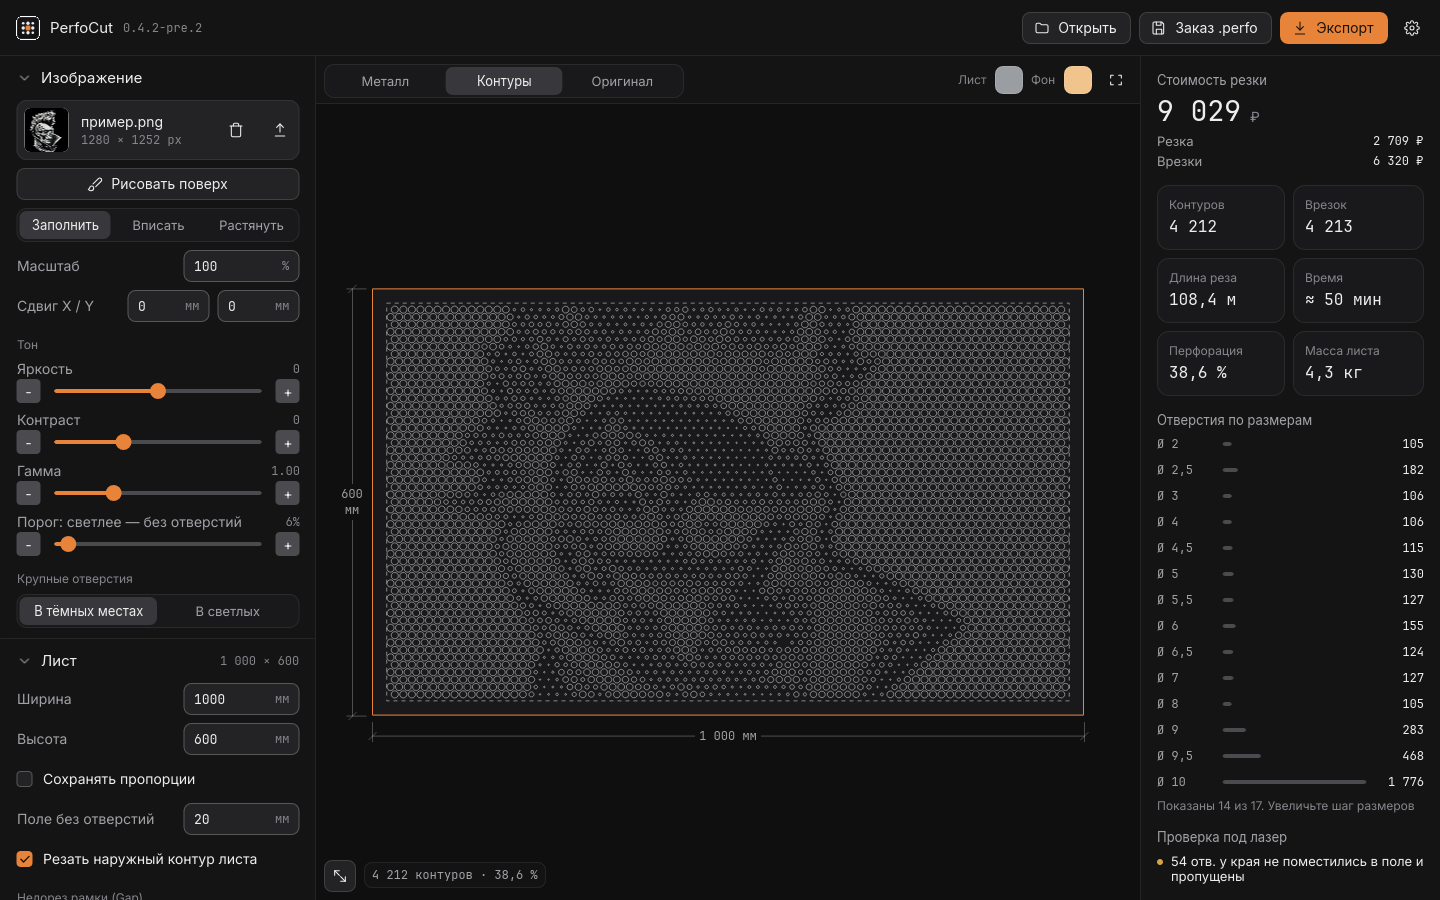 PerfoCut 0.4.2-pre.2
Открыть
Заказ .perfo
Экспорт
Изображение
пример.png
1280 × 1252 px
Рисовать поверх
Заполнить Вписать Растянуть
Масштаб 100 %
Сдвиг X / Y 0 мм 0 мм
Тон
Яркость 0
- +
Контраст 0
- +
Гамма 1.00
- +
Порог: светлее — без отверстий 6%
- +
Крупные отверстия
В тёмных местах В светлых
Лист 1 000 × 600
Ширина 1000 мм
Высота 600 мм
Сохранять пропорции
Поле без отверстий 20 мм
Резать наружный контур листа
Недорез рамки (Gap)
Металл Контуры Оригинал
Лист Фон
600
мм
1 000 мм
4 212 контуров · 38,6 %
Стоимость резки
9 029 ₽
Резка 2 709 ₽
Врезки 6 320 ₽
Контуров
4 212
Врезок
4 213
Длина реза
108,4 м
Время
≈ 50 мин
Перфорация
38,6 %
Масса листа
4,3 кг
Отверстия по размерам
Ø 2 105
Ø 2,5 182
Ø 3 106
Ø 4 106
Ø 4,5 115
Ø 5 130
Ø 5,5 127
Ø 6 155
Ø 6,5 124
Ø 7 127
Ø 8 105
Ø 9 283
Ø 9,5 468
Ø 10 1 776
Показаны 14 из 17. Увеличьте шаг размеров
Проверка под лазер
54 отв. у края не поместились в поле и
пропущены